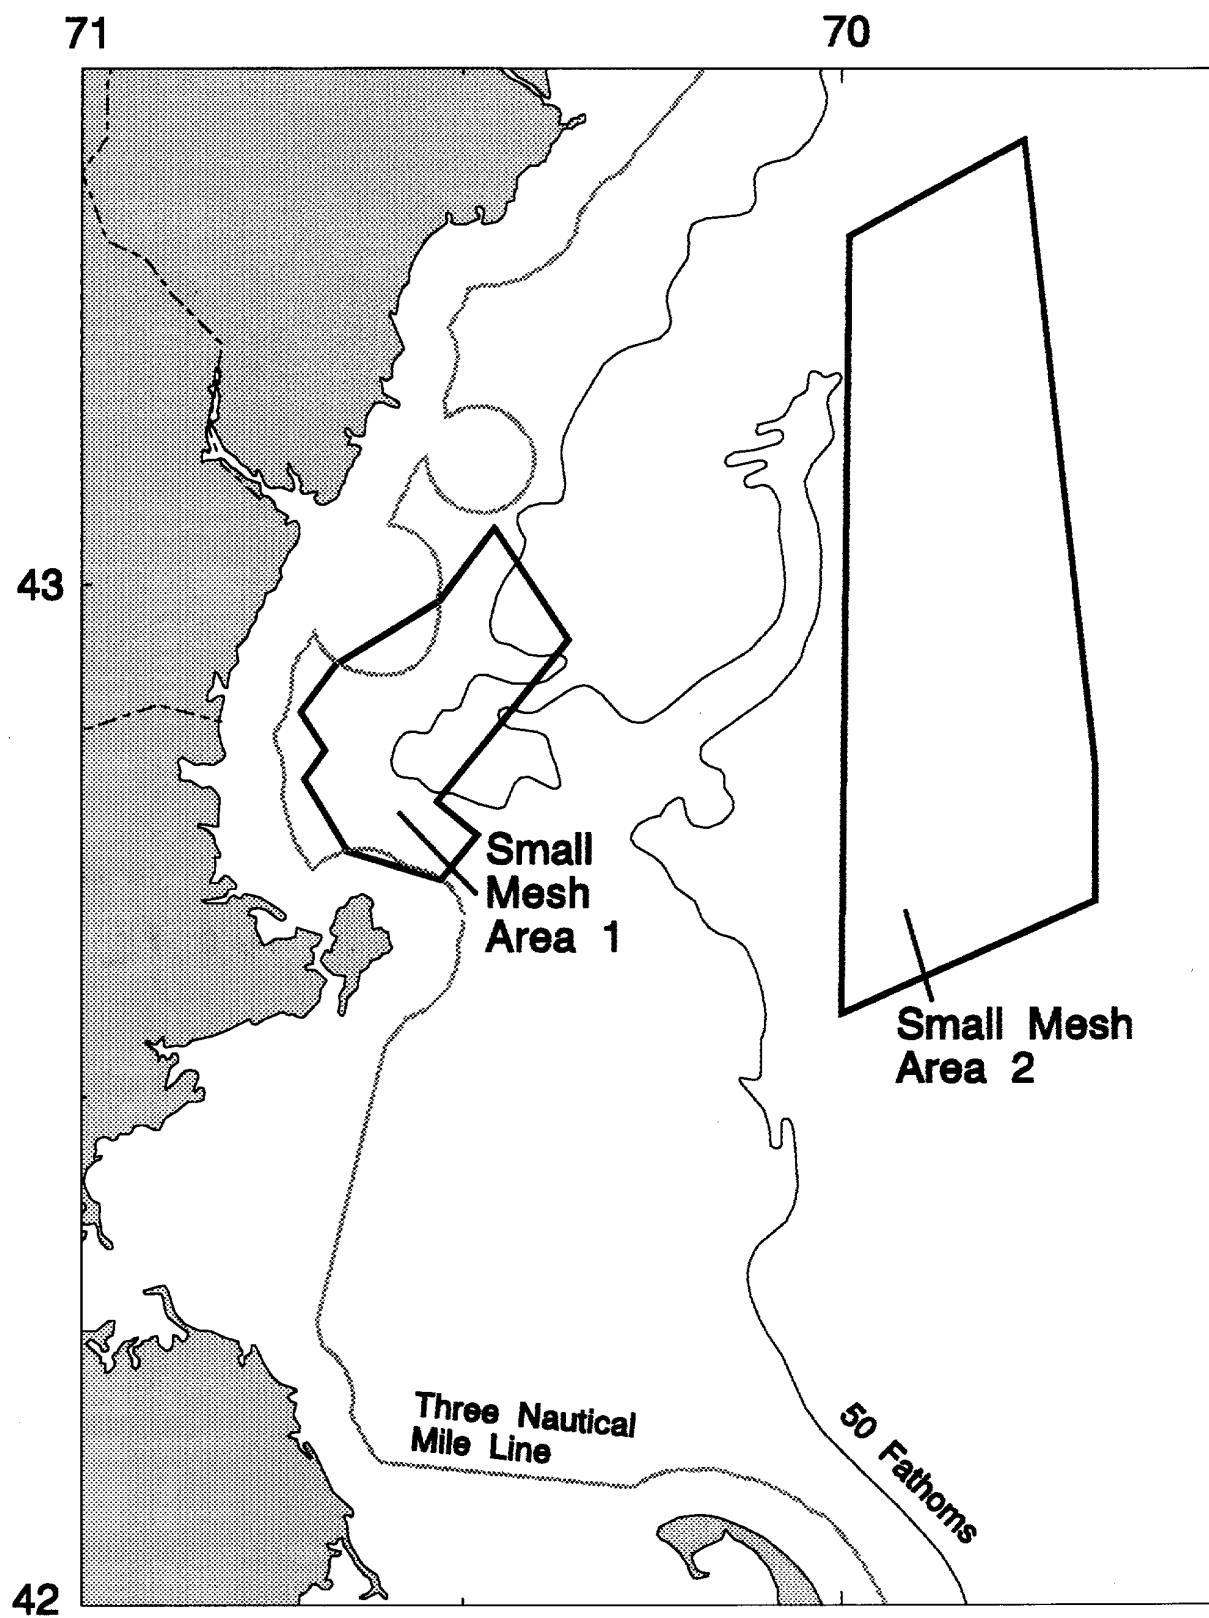 71 70
43
Small
Mesh
Area 1
Small Mesh
Area 2
Three Nautical
Mile Line
50 Fathoms
42